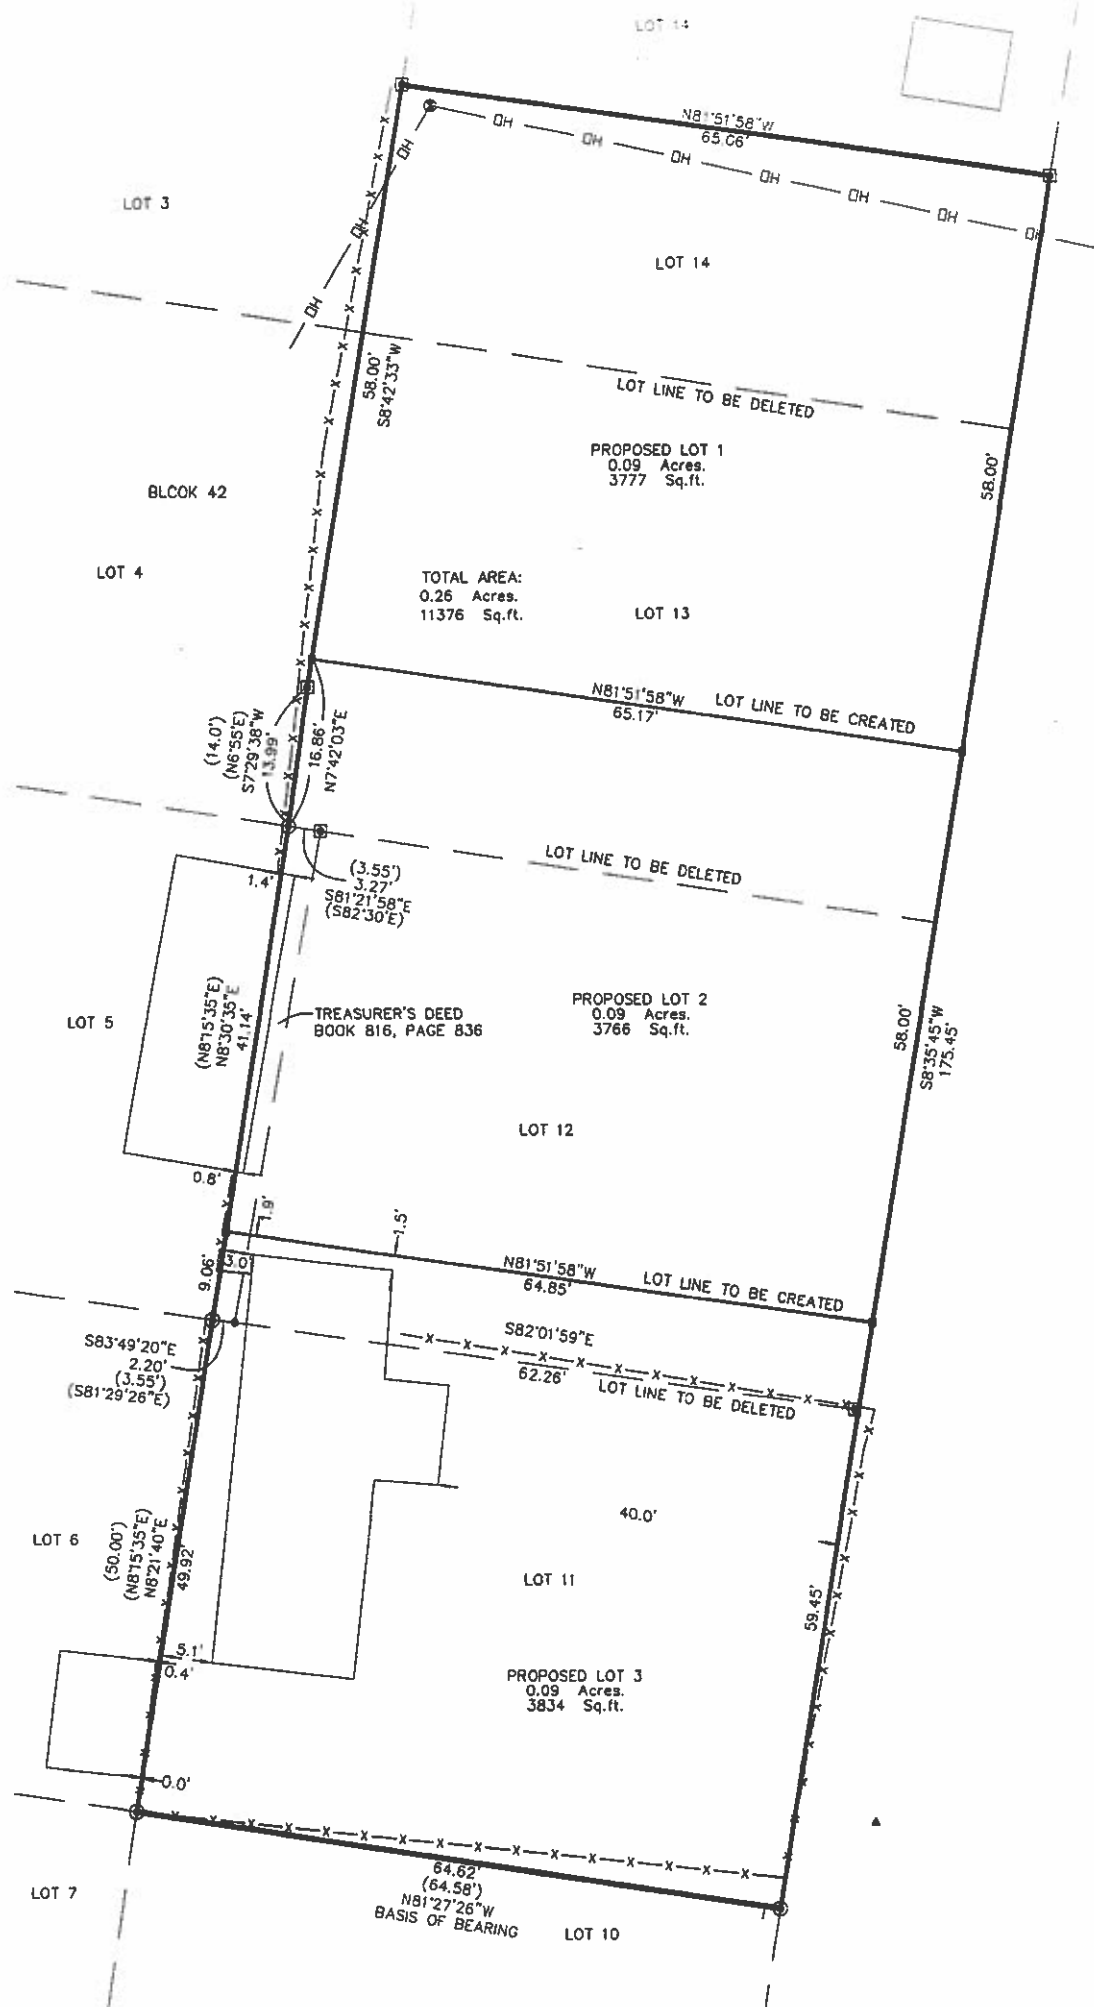 LOT 14
N81°51'58"W
65.06'
OH OH OH OH OH OH OH
OH
OH
OH
LOT 3
LOT 14
58.00'
S8°42'33"W
LOT LINE TO BE DELETED
PROPOSED LOT 1
0.09 Acres.
3777 Sq.ft.
58.00'
BLCOK 42
LOT 4
TOTAL AREA:
0.26 Acres.
11376 Sq.ft.
LOT 13
N81°51'58"W LOT LINE TO BE CREATED
65.17'
(14.0')
(N6°55'E)
S7°29'38"W
13.99'
16.86'
N7°42'03"E
LOT LINE TO BE DELETED
1.4'
(3.55')
3.27'
S81°21'58"E
(S82°30'E)
(N8°15'35"E)
N8°30'35"E
41.14'
LOT 5
TREASURER'S DEED
BOOK 816, PAGE 836
PROPOSED LOT 2
0.09 Acres.
3766 Sq.ft.
58.00'
S8°35'45"W
175.45'
LOT 12
0.8'
1.9'
1.5'
9.06'
3.0'
N81°51'58"W LOT LINE TO BE CREATED
64.85'
S83°49'20"E
2.20'
(3.55')
(S81°29'26"E)
S82°01'59"E
62.26'
LOT LINE TO BE DELETED
40.0'
LOT 6
(50.00')
(N8°15'35"E)
N8°21'40"E
49.92'
LOT 11
59.45'
5.1'
0.4'
PROPOSED LOT 3
0.09 Acres.
3834 Sq.ft.
0.0'
64.62'
(64.58')
N81°27'26"W
BASIS OF BEARING
LOT 7
LOT 10